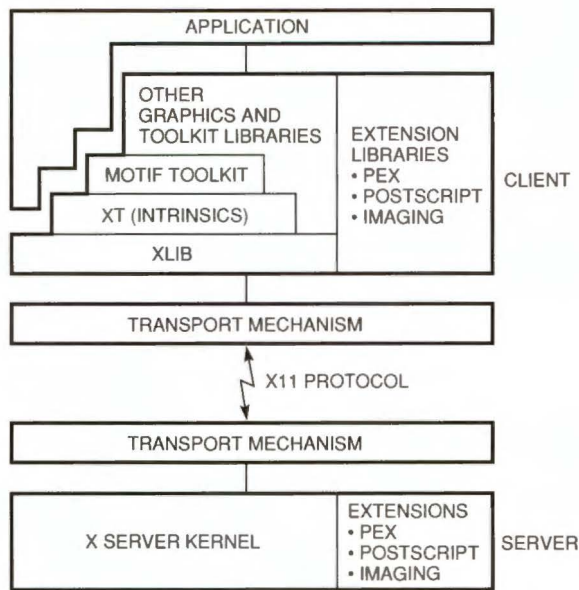 APPLICATION
OTHER
GRAPHICS AND
TOOLKIT LIBRARIES
MOTIF TOOLKIT
XT (INTRINSICS)
XLIB
EXTENSION
LIBRARIES
• PEX
• POSTSCRIPT
• IMAGING
CLIENT
TRANSPORT MECHANISM
X11 PROTOCOL
TRANSPORT MECHANISM
X SERVER KERNEL
EXTENSIONS
• PEX
• POSTSCRIPT
• IMAGING
SERVER